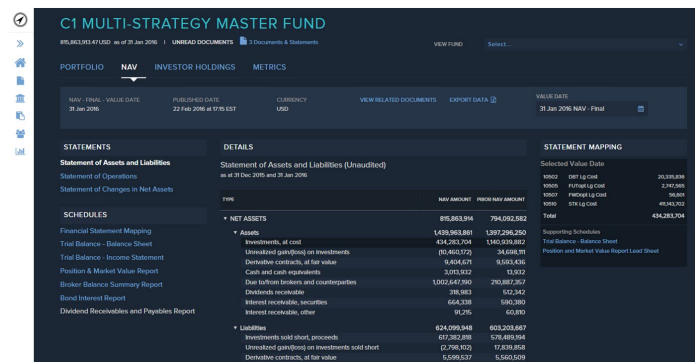 C1 MULTI-STRATEGY MASTER FUND
815,863,913.47 USD as of 31 Jan 2016 | UNREAD DOCUMENTS 3 Documents & Statements
VIEW FUND Select...
PORTFOLIO NAV INVESTOR HOLDINGS METRICS
NAV - FINAL - VALUE DATE PUBLISHED DATE CURRENCY VIEW RELATED DOCUMENTS EXPORT DATA VALUE DATE
31 Jan 2016 22 Feb 2016 at 17:15 EST USD 31 Jan 2016 NAV - Final
STATEMENTS
Statement of Assets and Liabilities
Statement of Operations
Statement of Changes in Net Assets
SCHEDULES
Financial Statement Mapping
Trial Balance - Balance Sheet
Trial Balance - Income Statement
Position & Market Value Report
Broker Balance Summary Report
Bond Interest Report
Dividend Receivables and Payables Report
DETAILS
Statement of Assets and Liabilities (Unaudited)
as at 31 Dec 2015 and 31 Jan 2016
TYPE NAV AMOUNT PRIOR NAV AMOUNT
NET ASSETS 815,863,914 794,092,582
Assets 1,439,963,861 1,397,296,250
Investments, at cost 434,283,704 1,140,939,882
Unrealized gain/(loss) on investments (10,460,172) 34,698,111
Derivative contracts, at fair value 9,404,671 9,593,436
Cash and cash equivalents 3,013,932 13,932
Due to/from brokers and counterparties 1,002,647,190 210,887,357
Dividends receivable 318,983 512,342
Interest receivable, securities 664,338 590,380
Interest receivable, other 91,215 60,810
Liabilities 624,099,948 603,203,667
Investments sold short, proceeds 617,382,818 578,489,194
Unrealized gain/(loss) on investments sold short (2,798,102) 17,839,858
Derivative contracts, at fair value 5,599,537 5,560,509
STATEMENT MAPPING
Selected Value Date
10502 DBT Lg Cost 20,335,836
10505 FUTopt Lg Cost 2,747,565
10507 FWDopt Lg Cost 56,601
10510 STK Lg Cost 411,143,702
Total 434,283,704
Supporting Schedules
Trial Balance - Balance Sheet
Position and Market Value Report Lead Sheet